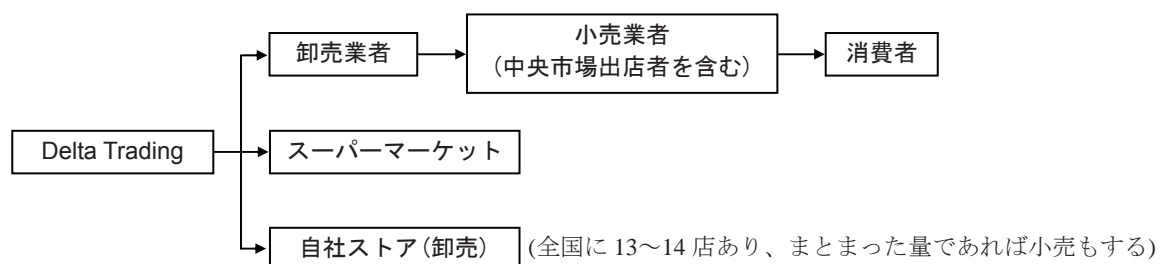 卸売業者
小売業者
（中央市場出店者を含む）
消費者
Delta Trading
スーパーマーケット
自社ストア（卸売）
(全国に 13～14 店あり、まとまった量であれば小売もする)